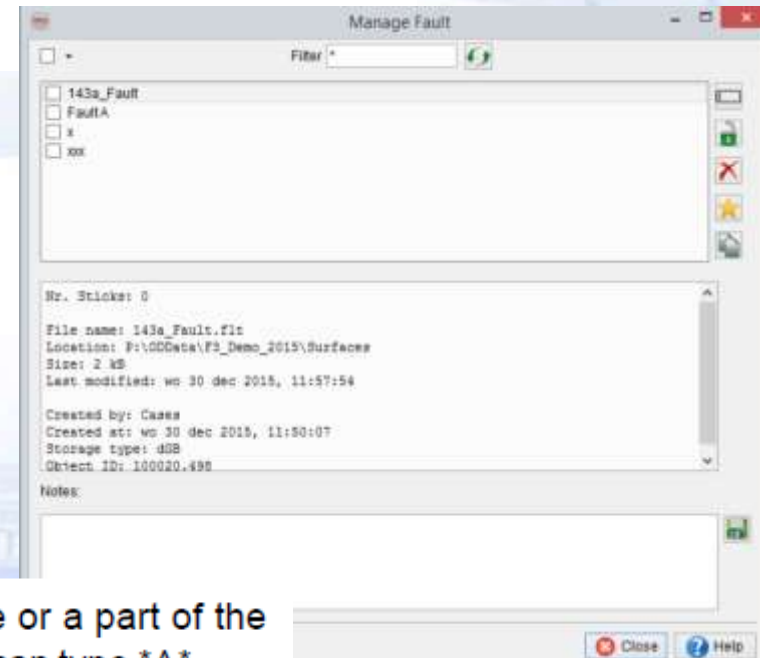 Manage Fault
Filter *
143a_Fault
FaultA
x
xxx
Nr. Sticks: 0
File name: 143a_Fault.flt
Location: P:\ODData\F3_Demo_2015\Surfaces
Size: 2 kB
Last modified: wo 30 dec 2015, 11:57:54
Created by: Cases
Created at: wo 30 dec 2015, 11:50:07
Storage type: dGB
Object ID: 100020.498
Notes:
or a part of the
type *A*
Close Help